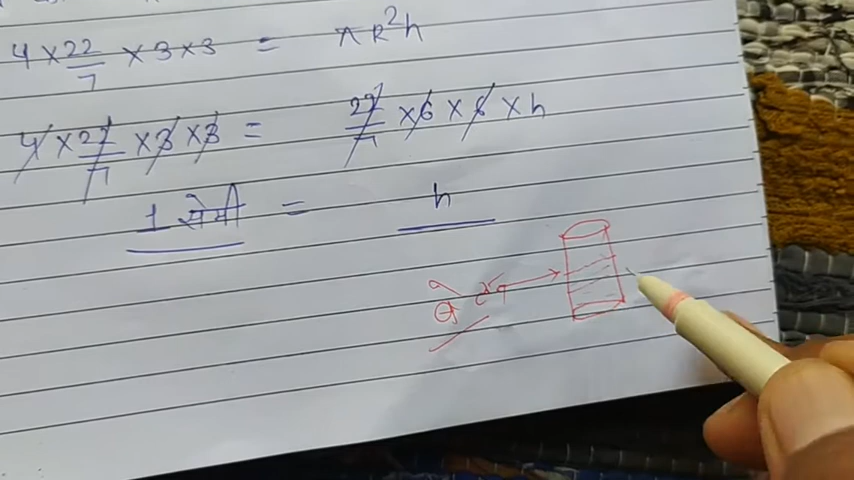 4 × 22/7 × 3 × 3 = πR²h
4 × 22/7 × 3 × 3 = 22/7 × 6 × 6 × h
1 सेमी = h